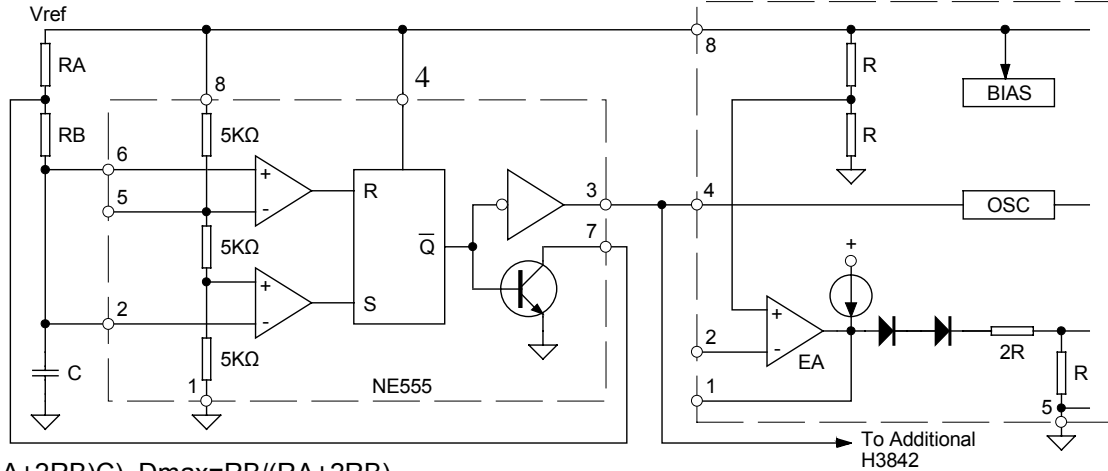 Vref
8
RA
8
4
R
BIAS
RB
5KΩ
R
6
+
5
-
R
3
4
OSC
7
5KΩ
Q
+
+
2
-
S
+
2
-
EA
2R
C
5KΩ
1
NE555
1
R
5
To Additional
H3842
A+2RB)C), Dmax=RB/(RA+2RB)